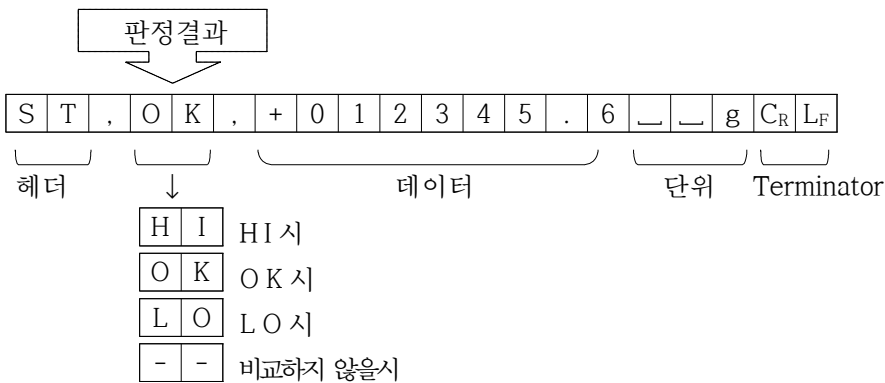 판정결과
S T , O K , + 0 1 2 3 4 5 . 6 ⎵ ⎵ g CR LF
헤더 ↓ 데이터 단위 Terminator
H I HI시
O K OK시
L O LO시
- - 비교하지 않을시